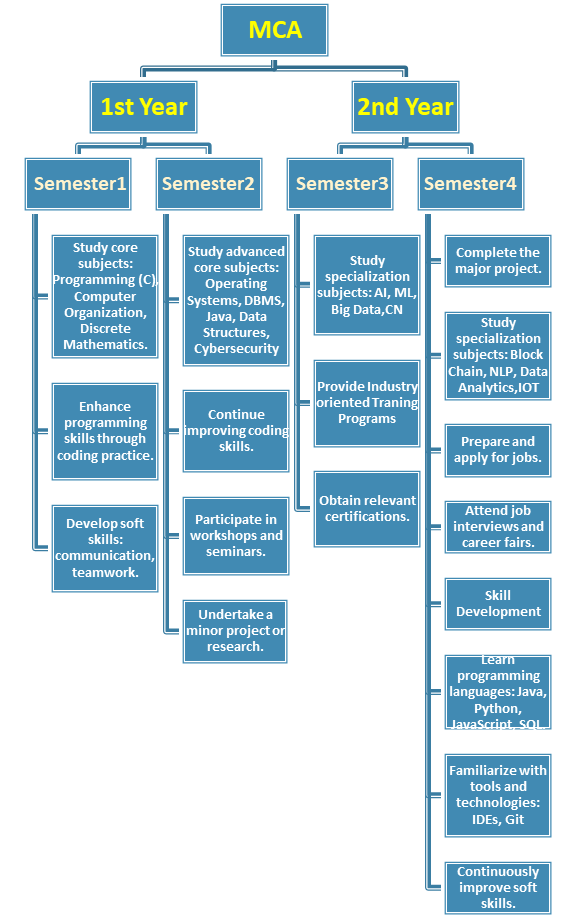 MCA
1st Year
2nd Year
Semester1
Semester2
Semester3
Semester4
Study core
subjects:
Programming (C),
Computer
Organization,
Discrete
Mathematics.
Enhance
programming
skills through
coding practice.
Develop soft
skills:
communication,
teamwork.
Study advanced
core subjects:
Operating
Systems, DBMS,
Java, Data
Structures,
Cybersecurity
Continue
improving coding
skills.
Participate in
workshops and
seminars.
Undertake a
minor project or
research.
Study
specialization
subjects: AI, ML,
Big Data,CN
Provide Industry
oriented Traning
Programs
Obtain relevant
certifications.
Complete the
major project.
Study
specialization
subjects: Block
Chain, NLP, Data
Analytics,IOT
Prepare and
apply for jobs.
Attend job
interviews and
career fairs.
Skill
Development
Learn
programming
languages: Java,
Python,
JavaScript, SQL.
Familiarize with
tools and
technologies:
IDEs, Git
Continuously
improve soft
skills.